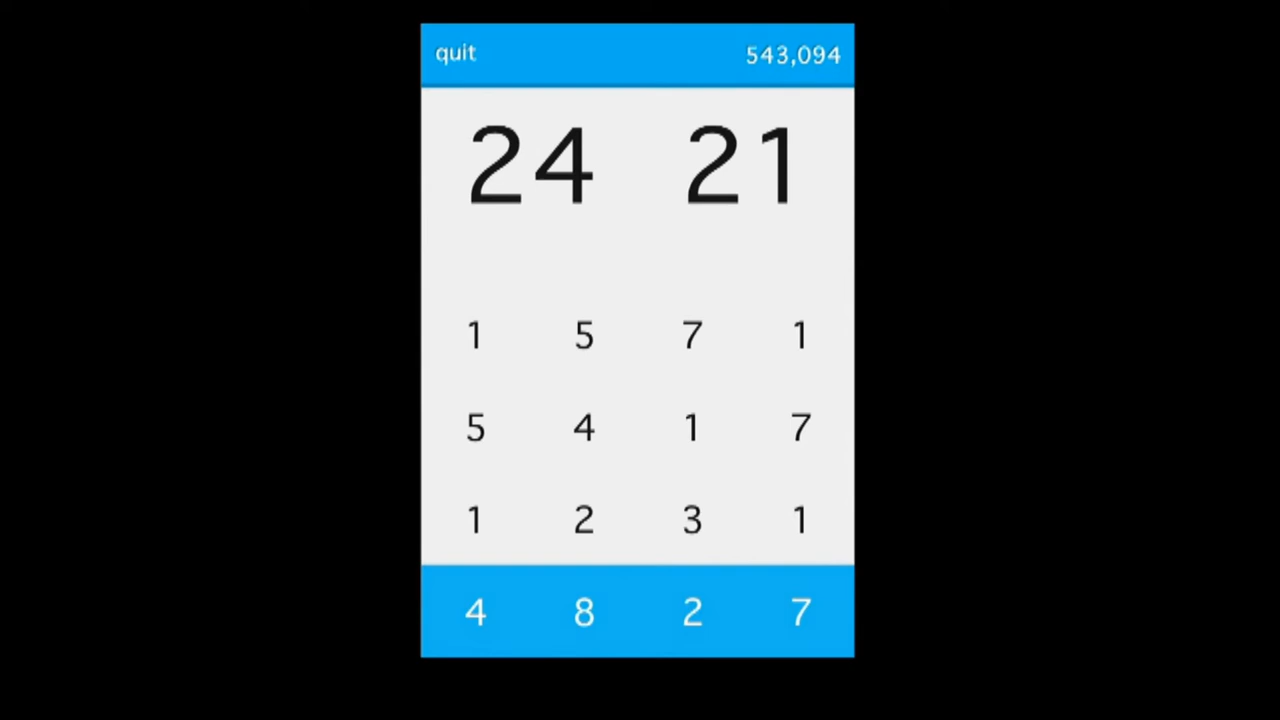 quit 543,094
24 21
1 5 7 1
5 4 1 7
1 2 3 1
4 8 2 7